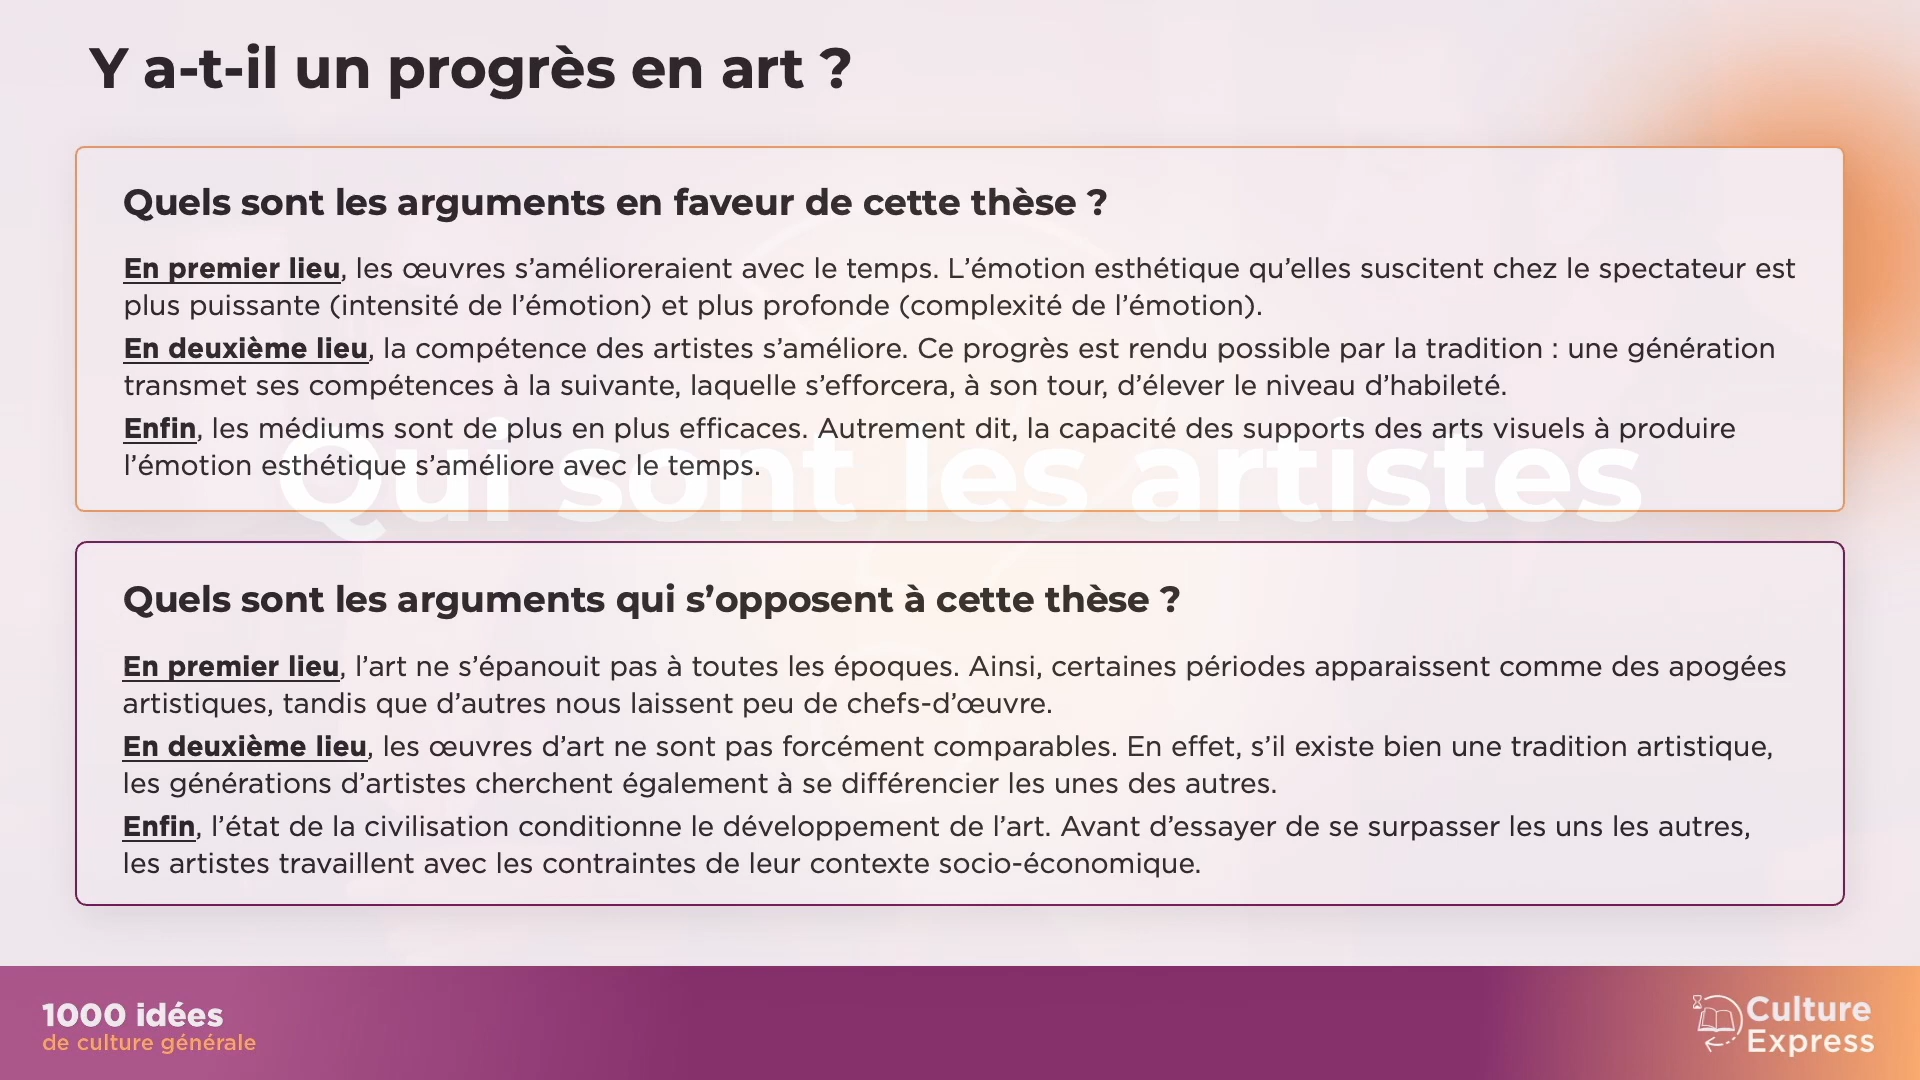 Y a-t-il un progrès en art ?
Quels sont les arguments en faveur de cette thèse ?
En premier lieu, les œuvres s’amélioreraient avec le temps. L’émotion esthétique qu’elles suscitent chez le spectateur est
plus puissante (intensité de l’émotion) et plus profonde (complexité de l’émotion).
En deuxième lieu, la compétence des artistes s’améliore. Ce progrès est rendu possible par la tradition : une génération
transmet ses compétences à la suivante, laquelle s’efforcera, à son tour, d’élever le niveau d’habileté.
Enfin, les médiums sont de plus en plus efficaces. Autrement dit, la capacité des supports des arts visuels à produire
l’émotion esthétique s’améliore avec le temps.
Qui sont les artistes
Quels sont les arguments qui s’opposent à cette thèse ?
En premier lieu, l’art ne s’épanouit pas à toutes les époques. Ainsi, certaines périodes apparaissent comme des apogées
artistiques, tandis que d’autres nous laissent peu de chefs-d’œuvre.
En deuxième lieu, les œuvres d’art ne sont pas forcément comparables. En effet, s’il existe bien une tradition artistique,
les générations d’artistes cherchent également à se différencier les unes des autres.
Enfin, l’état de la civilisation conditionne le développement de l’art. Avant d’essayer de se surpasser les uns les autres,
les artistes travaillent avec les contraintes de leur contexte socio-économique.
1000 idées
de culture générale
Culture
Express